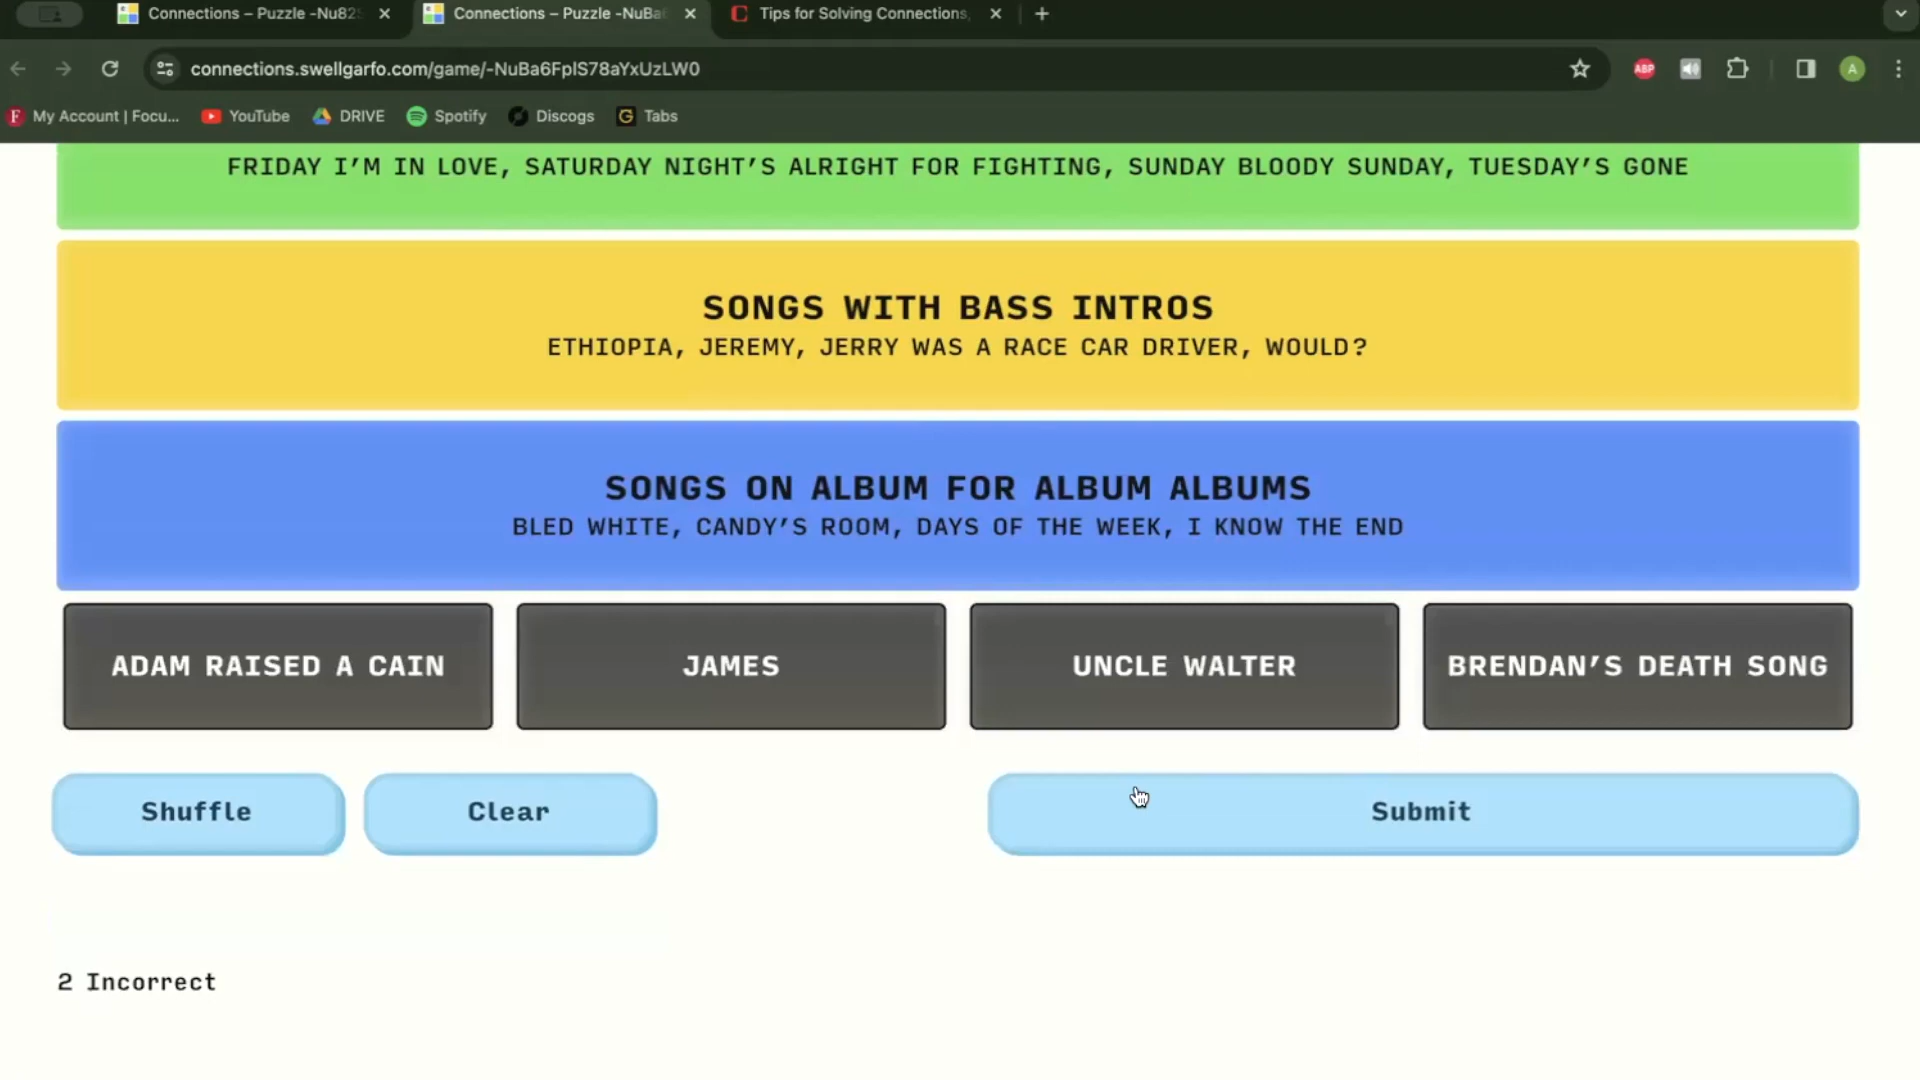 Connections – Puzzle -Nu82S
Connections – Puzzle -NuBa6
Tips for Solving Connections,
connections.swellgarfo.com/game/-NuBa6FplS78aYxUzLW0
ABP
A
My Account | Focu...
YouTube
DRIVE
Spotify
Discogs
Tabs
FRIDAY I’M IN LOVE, SATURDAY NIGHT’S ALRIGHT FOR FIGHTING, SUNDAY BLOODY SUNDAY, TUESDAY’S GONE
SONGS WITH BASS INTROS
ETHIOPIA, JEREMY, JERRY WAS A RACE CAR DRIVER, WOULD?
SONGS ON ALBUM FOR ALBUM ALBUMS
BLED WHITE, CANDY’S ROOM, DAYS OF THE WEEK, I KNOW THE END
ADAM RAISED A CAIN
JAMES
UNCLE WALTER
BRENDAN’S DEATH SONG
Shuffle
Clear
Submit
2 Incorrect